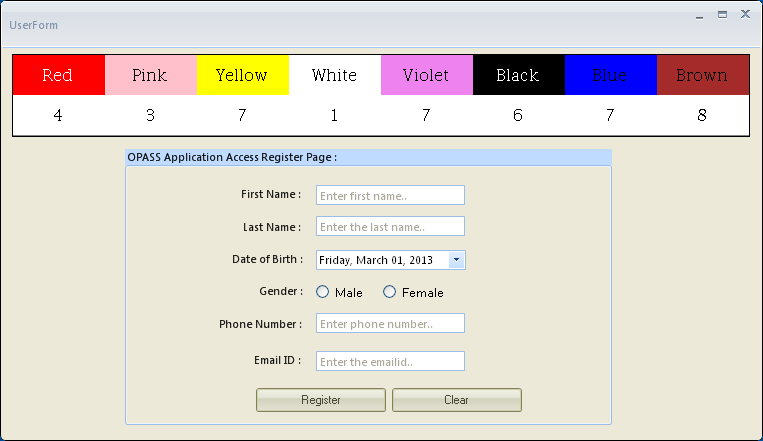 UserForm
Red Pink Yellow White Violet Black Blue Brown
4 3 7 1 7 6 7 8
OPASS Application Access Register Page :
First Name : Enter first name..
Last Name : Enter the last name..
Date of Birth : Friday, March 01, 2013
Gender : Male Female
Phone Number : Enter phone number..
Email ID : Enter the emailid..
Register Clear